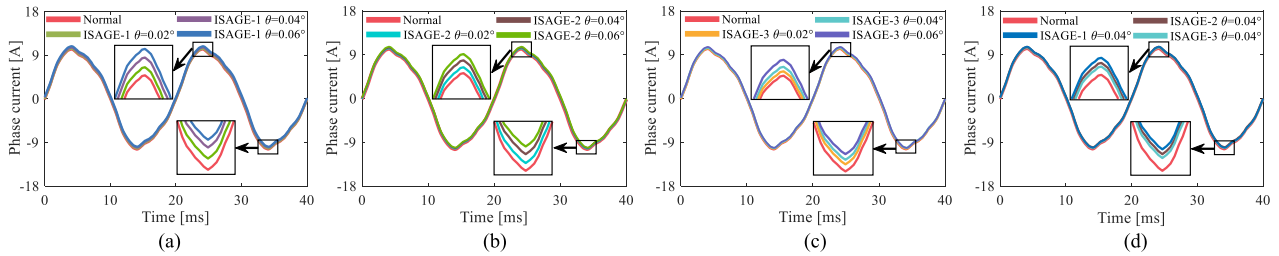 Normal ISAGE-1 θ=0.04°
ISAGE-1 θ=0.02° ISAGE-1 θ=0.06°
18
9
0
-9
-18
Phase current [A]
0 10 20 30 40
Time [ms]
(a)
Normal ISAGE-2 θ=0.04°
ISAGE-2 θ=0.02° ISAGE-2 θ=0.06°
18
9
0
-9
-18
Phase current [A]
0 10 20 30 40
Time [ms]
(b)
Normal ISAGE-3 θ=0.04°
ISAGE-3 θ=0.02° ISAGE-3 θ=0.06°
18
9
0
-9
-18
Phase current [A]
0 10 20 30 40
Time [ms]
(c)
Normal ISAGE-2 θ=0.04°
ISAGE-1 θ=0.04° ISAGE-3 θ=0.04°
18
9
0
-9
-18
Phase current [A]
0 10 20 30 40
Time [ms]
(d)